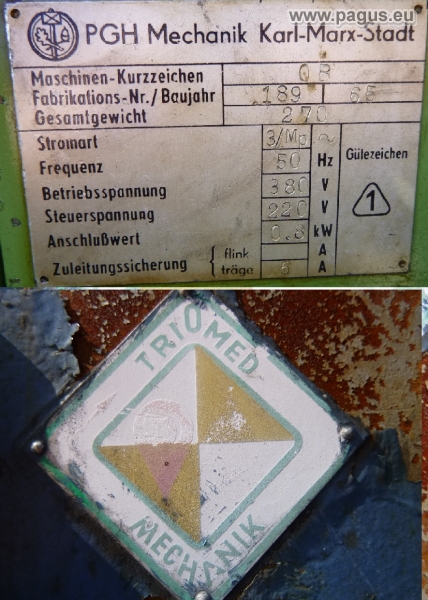 www.pagus.eu
PGH Mechanik Karl-Marx-Stadt
Maschinen-Kurzzeichen QB
Fabrikations-Nr./Baujahr 189 65
Gesamtgewicht 270
Stromart 3/Mp ~
Frequenz 50 Hz
Betriebsspannung 380 V
Steuerspannung 220 V
Anschlußwert 0.8 kW
Zuleitungssicherung { flink A
träge 6 A
Gütezeichen
1
TRIOMED
MECHANIK